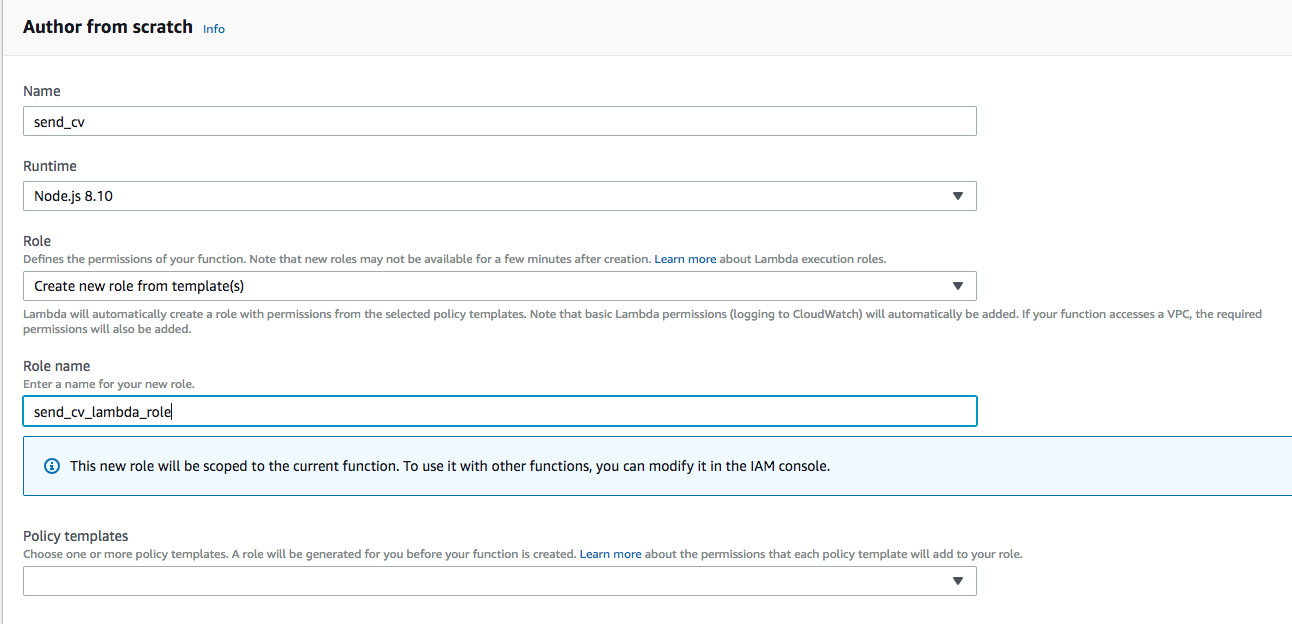 Author from scratch Info
Name
send_cv
Runtime
Node.js 8.10
Role
Defines the permissions of your function. Note that new roles may not be available for a few minutes after creation. Learn more about Lambda execution roles.
Create new role from template(s)
Lambda will automatically create a role with permissions from the selected policy templates. Note that basic Lambda permissions (logging to CloudWatch) will automatically be added. If your function accesses a VPC, the required
permissions will also be added.
Role name
Enter a name for your new role.
send_cv_lambda_role
This new role will be scoped to the current function. To use it with other functions, you can modify it in the IAM console.
Policy templates
Choose one or more policy templates. A role will be generated for you before your function is created. Learn more about the permissions that each policy template will add to your role.